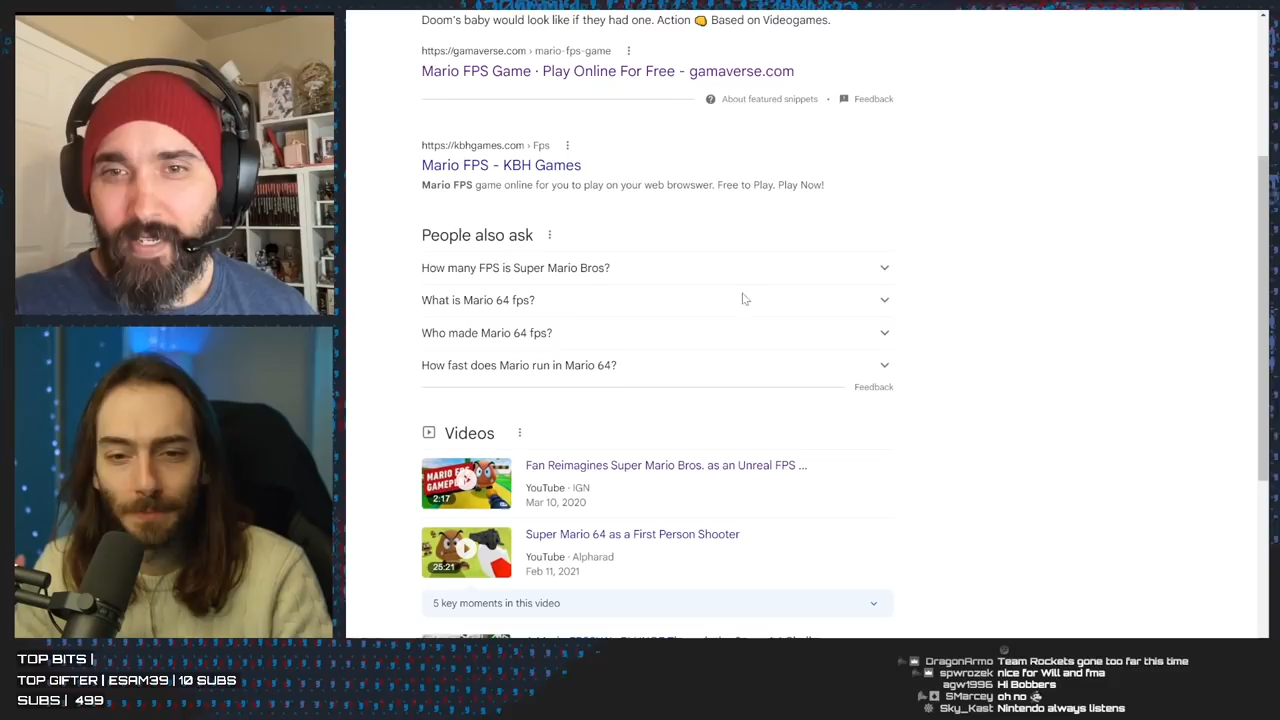 Doom's baby would look like if they had one. Action 👊 Based on Videogames.
https://gamaverse.com › mario-fps-game
Mario FPS Game · Play Online For Free - gamaverse.com
About featured snippets • Feedback
https://kbhgames.com › Fps
Mario FPS - KBH Games
Mario FPS game online for you to play on your web browswer. Free to Play. Play Now!
People also ask
How many FPS is Super Mario Bros?
What is Mario 64 fps?
Who made Mario 64 fps?
How fast does Mario run in Mario 64?
Feedback
Videos
MARIO FPS GAMEPLAY
2:17
Fan Reimagines Super Mario Bros. as an Unreal FPS ...
YouTube · IGN
Mar 10, 2020
25:21
Super Mario 64 as a First Person Shooter
YouTube · Alpharad
Feb 11, 2021
5 key moments in this video
TOP BITS |
TOP GIFTER | ESAM39 | 10 SUBS
SUBS | 499
DragonArmo Team Rockets gone too far this time
spwrozek nice for Will and fma
agw1996 Hi Bobbers
SMarcey oh no
Sky_Kast Nintendo always listens